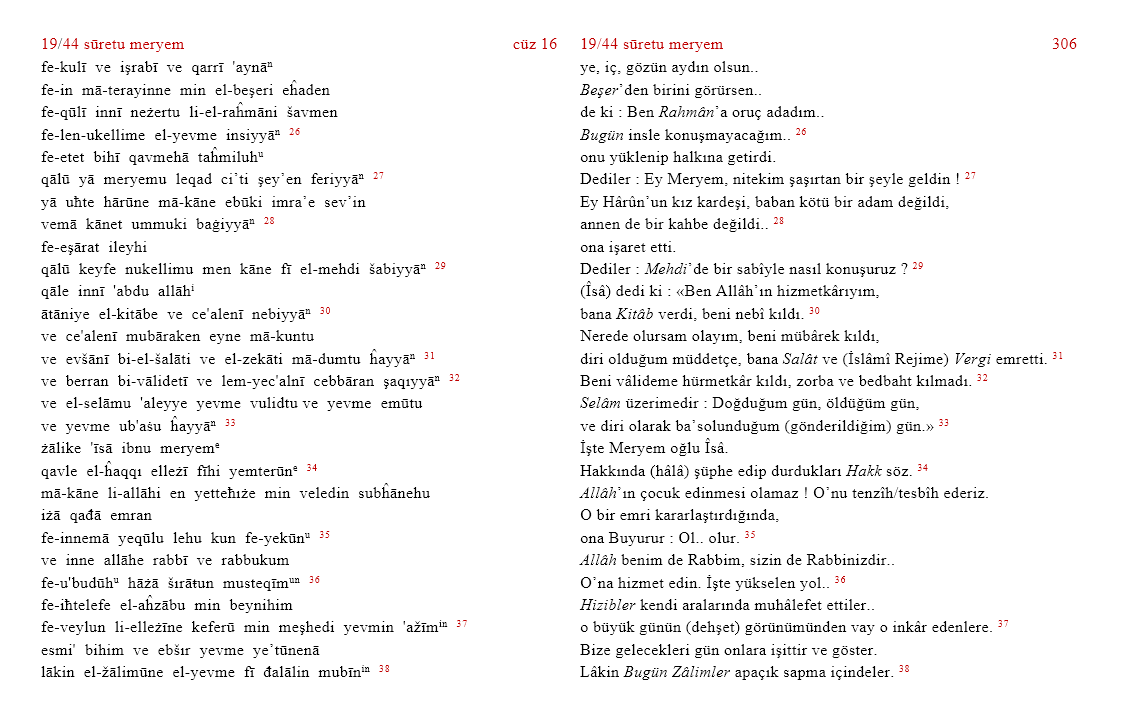 19/44 sūretu meryem cüz 16
fe-kulī ve işrabī ve qarrī 'aynāⁿ
fe-in mā-terayinne min el-beşeri eĥaden
fe-qūlī innī neżertu li-el-raĥmāni šavmen
fe-len-ukellime el-yevme insiyyāⁿ 26
fe-etet bihī qavmehā taĥmiluhᵘ
qālū yā meryemu leqad ci’ti şey’en feriyyāⁿ 27
yā uħte hārūne mā-kāne ebūki imra’e sev’in
vemā kānet ummuki baġiyyāⁿ 28
fe-eşārat ileyhi
qālū keyfe nukellimu men kāne fī el-mehdi šabiyyāⁿ 29
qāle innī 'abdu allāhⁱ
ātāniye el-kitābe ve ce'alenī nebiyyāⁿ 30
ve ce'alenī mubāraken eyne mā-kuntu
ve evšānī bi-el-šalāti ve el-zekāti mā-dumtu ĥayyāⁿ 31
ve berran bi-vālidetī ve lem-yec'alnī cebbāran şaqıyyāⁿ 32
ve el-selāmu 'aleyye yevme vulidtu ve yevme emūtu
ve yevme ub'aśu ĥayyāⁿ 33
żālike 'īsā ibnu meryemᵉ
qavle el-ĥaqqı elleżī fīhi yemterūnᵉ 34
mā-kāne li-allāhi en yetteħıże min veledin subĥānehu
iżā qađā emran
fe-innemā yeqūlu lehu kun fe-yekūnᵘ 35
ve inne allāhe rabbī ve rabbukum
fe-u'budūhᵘ hāżā šırāŧun musteqīmᵘⁿ 36
fe-iħtelefe el-aĥzābu min beynihim
fe-veylun li-elleżīne keferū min meşhedi yevmin 'ažīmⁱⁿ 37
esmi' bihim ve ebšır yevme ye’tūnenā
lākin el-žālimūne el-yevme fī đalālin mubīnⁱⁿ 38
19/44 sūretu meryem 306
ye, iç, gözün aydın olsun..
Beşer’den birini görürsen..
de ki : Ben Rahmân’a oruç adadım..
Bugün insle konuşmayacağım.. 26
onu yüklenip halkına getirdi.
Dediler : Ey Meryem, nitekim şaşırtan bir şeyle geldin ! 27
Ey Hârûn’un kız kardeşi, baban kötü bir adam değildi,
annen de bir kahbe değildi.. 28
ona işaret etti.
Dediler : Mehdi’de bir sabîyle nasıl konuşuruz ? 29
(Îsâ) dedi ki : «Ben Allâh’ın hizmetkârıyım,
bana Kitâb verdi, beni nebî kıldı. 30
Nerede olursam olayım, beni mübârek kıldı,
diri olduğum müddetçe, bana Salât ve (İslâmî Rejime) Vergi emretti. 31
Beni vâlideme hürmetkâr kıldı, zorba ve bedbaht kılmadı. 32
Selâm üzerimedir : Doğduğum gün, öldüğüm gün,
ve diri olarak ba’solunduğum (gönderildiğim) gün.» 33
İşte Meryem oğlu Îsâ.
Hakkında (hâlâ) şüphe edip durdukları Hakk söz. 34
Allâh’ın çocuk edinmesi olamaz ! O’nu tenzîh/tesbîh ederiz.
O bir emri kararlaştırdığında,
ona Buyurur : Ol.. olur. 35
Allâh benim de Rabbim, sizin de Rabbinizdir..
O’na hizmet edin. İşte yükselen yol.. 36
Hizibler kendi aralarında muhâlefet ettiler..
o büyük günün (dehşet) görünümünden vay o inkâr edenlere. 37
Bize gelecekleri gün onlara işittir ve göster.
Lâkin Bugün Zâlimler apaçık sapma içindeler. 38